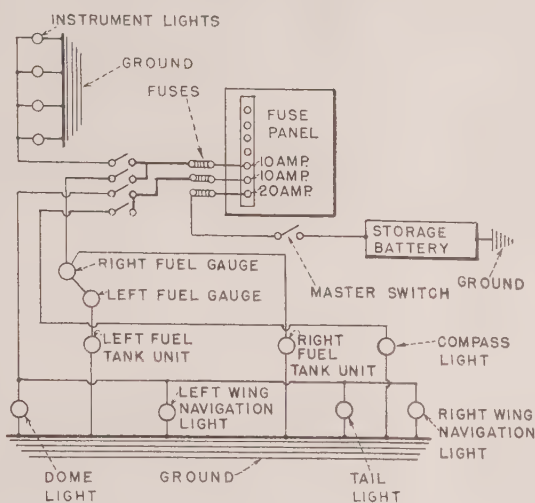 INSTRUMENT LIGHTS
GROUND
FUSES
FUSE
PANEL
10 AMP.
10 AMP.
20 AMP.
STORAGE
BATTERY
RIGHT FUEL GAUGE
MASTER SWITCH
GROUND
LEFT FUEL GAUGE
LEFT FUEL
TANK UNIT
RIGHT
FUEL
TANK UNIT
COMPASS
LIGHT
LEFT WING
NAVIGATION
LIGHT
RIGHT WING
NAVIGATION
LIGHT
DOME
LIGHT
GROUND
TAIL
LIGHT